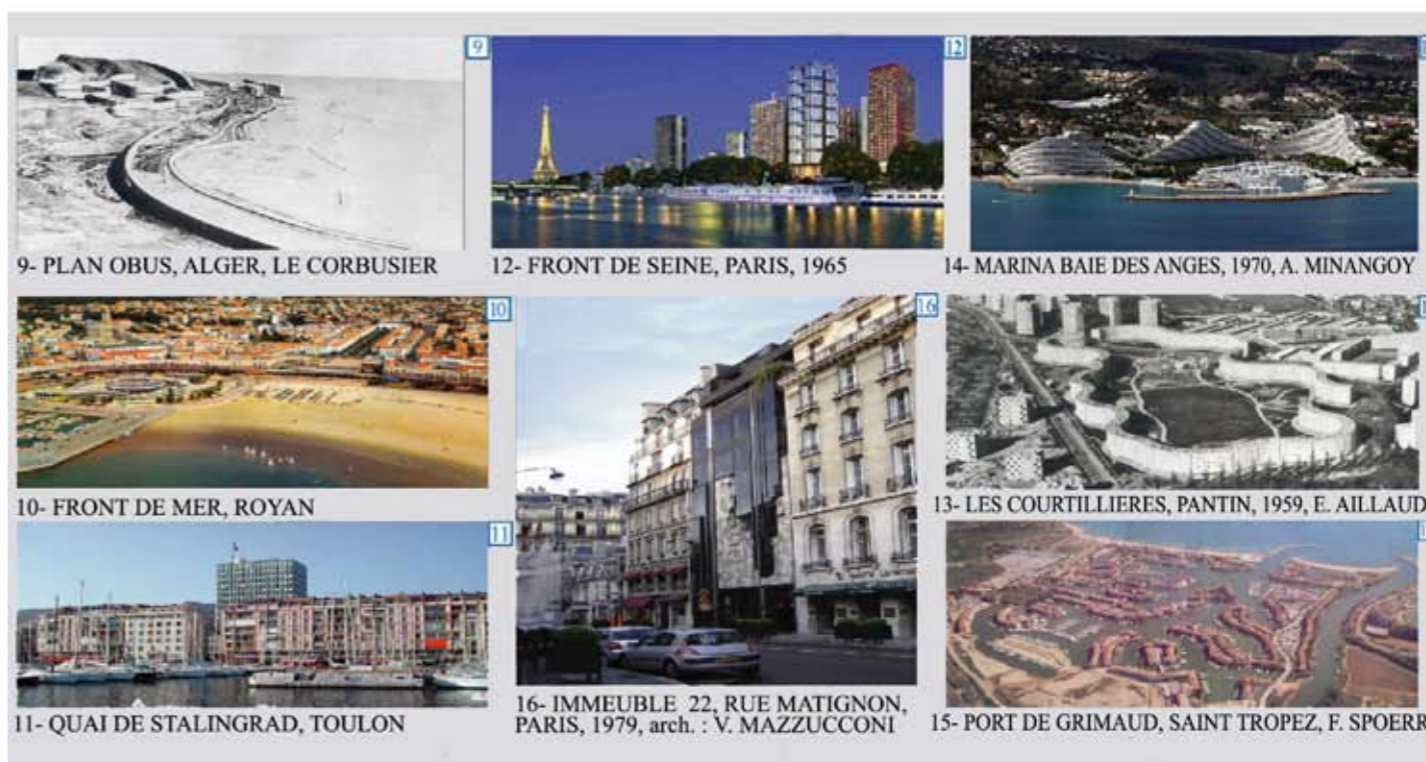 9
9- PLAN OBUS, ALGER, LE CORBUSIER
12
12- FRONT DE SEINE, PARIS, 1965
14- MARINA BAIE DES ANGES, 1970, A. MINANGOY
10
10- FRONT DE MER, ROYAN
16
16- IMMEUBLE 22, RUE MATIGNON,
PARIS, 1979, arch. : V. MAZZUCCONI
13- LES COURTILLIERES, PANTIN, 1959, E. AILLAUD
11
11- QUAI DE STALINGRAD, TOULON
15- PORT DE GRIMAUD, SAINT TROPEZ, F. SPOERR